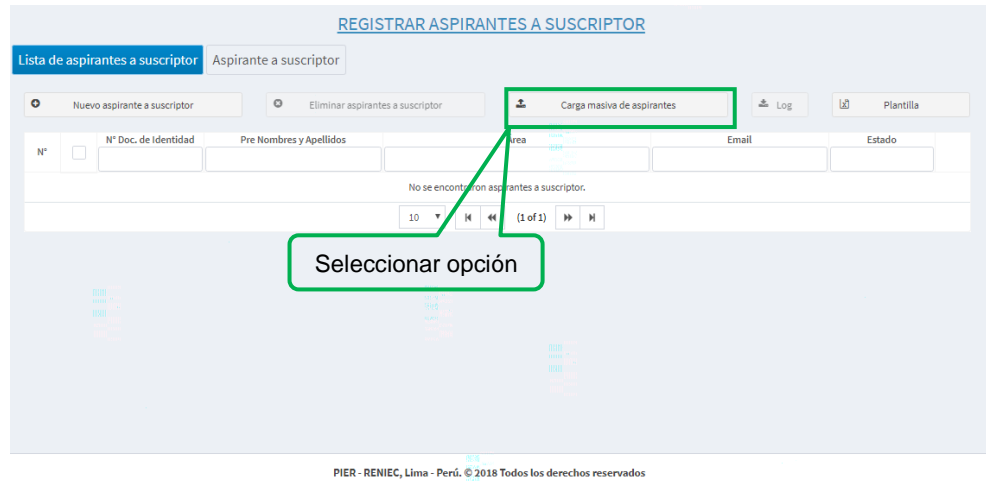 REGISTRAR ASPIRANTES A SUSCRIPTOR
Lista de aspirantes a suscriptor Aspirante a suscriptor
Nuevo aspirante a suscriptor Eliminar aspirantes a suscriptor Carga masiva de aspirantes Log Plantilla
N° N° Doc. de Identidad Pre Nombres y Apellidos Area Email Estado
No se encontraron aspirantes a suscriptor.
10 (1 of 1)
Seleccionar opción
PIER - RENIEC, Lima - Perú. © 2018 Todos los derechos reservados